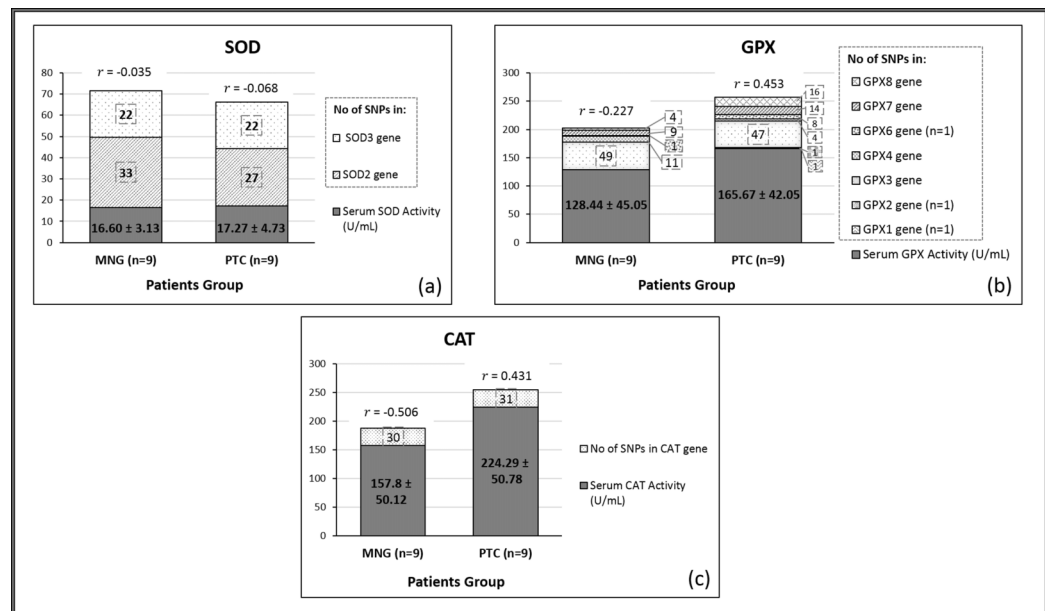 SOD
r = -0.035
r = -0.068
80
70
60
50
40
30
20
10
0
22
33
16.60 ± 3.13
22
27
17.27 ± 4.73
MNG (n=9)
PTC (n=9)
Patients Group
No of SNPs in:
SOD3 gene
SOD2 gene
Serum SOD Activity
(U/mL)
(a)
GPX
r = -0.227
r = 0.453
300
250
200
150
100
50
0
4
9
1
11
49
128.44 ± 45.05
16
14
8
4
1
1
47
165.67 ± 42.05
MNG (n=9)
PTC (n=9)
Patients Group
No of SNPs in:
GPX8 gene
GPX7 gene
GPX6 gene (n=1)
GPX4 gene
GPX3 gene
GPX2 gene (n=1)
GPX1 gene (n=1)
Serum GPX Activity (U/mL)
(b)
CAT
r = -0.506
r = 0.431
300
250
200
150
100
50
0
30
157.8 ±
50.12
31
224.29 ±
50.78
MNG (n=9)
PTC (n=9)
Patients Group
No of SNPs in CAT gene
Serum CAT Activity
(U/mL)
(c)